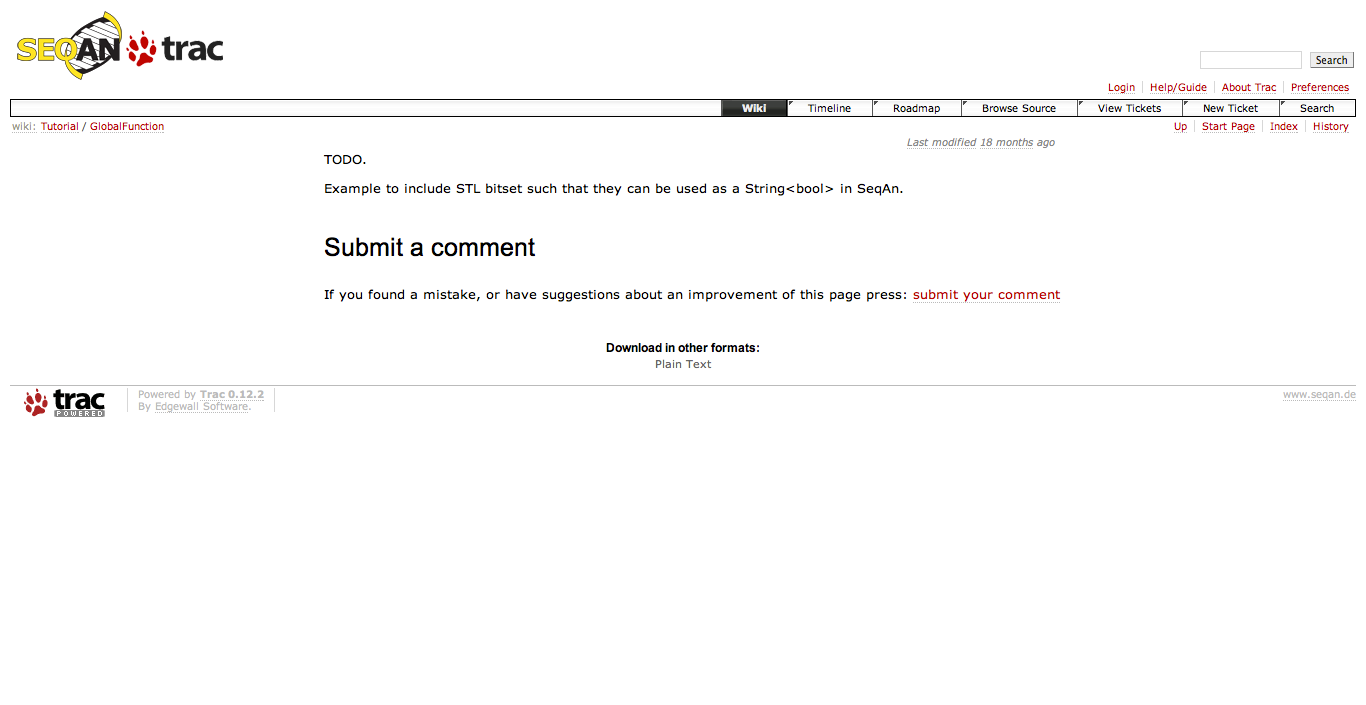 SEQAN trac
Search
Login Help/Guide About Trac Preferences
Wiki Timeline Roadmap Browse Source View Tickets New Ticket Search
wiki: Tutorial / GlobalFunction
Up Start Page Index History
Last modified 18 months ago
TODO.
Example to include STL bitset such that they can be used as a String<bool> in SeqAn.
Submit a comment
If you found a mistake, or have suggestions about an improvement of this page press: submit your comment
Download in other formats:
Plain Text
trac
POWERED
Powered by Trac 0.12.2
By Edgewall Software.
www.seqan.de